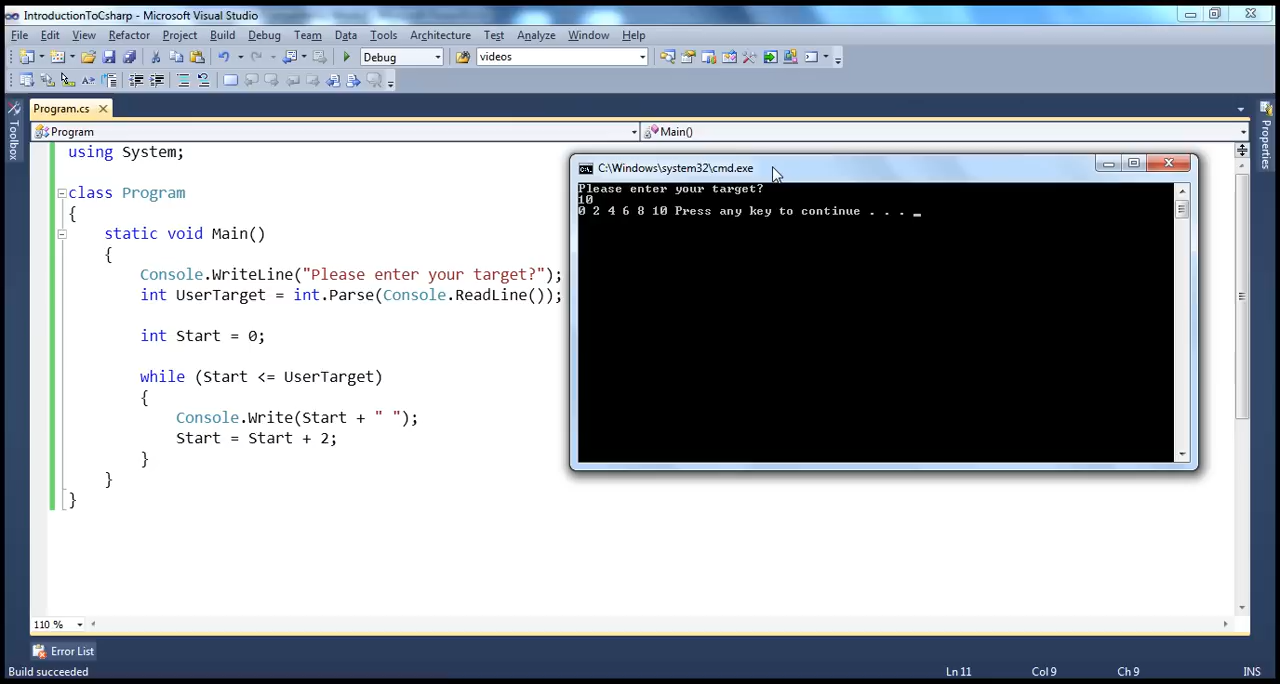 IntroductionToCsharp - Microsoft Visual Studio
File Edit View Refactor Project Build Debug Team Data Tools Architecture Test Analyze Window Help
Debug videos
Program.cs
Program Main()
Toolbox
Properties
using System;
class Program
{
static void Main()
{
Console.WriteLine("Please enter your target?");
int UserTarget = int.Parse(Console.ReadLine());
int Start = 0;
while (Start <= UserTarget)
{
Console.Write(Start + " ");
Start = Start + 2;
}
}
}
C:\Windows\system32\cmd.exe
Please enter your target?
10
0 2 4 6 8 10 Press any key to continue . . . _
110 %
Error List
Build succeeded Ln 11 Col 9 Ch 9 INS